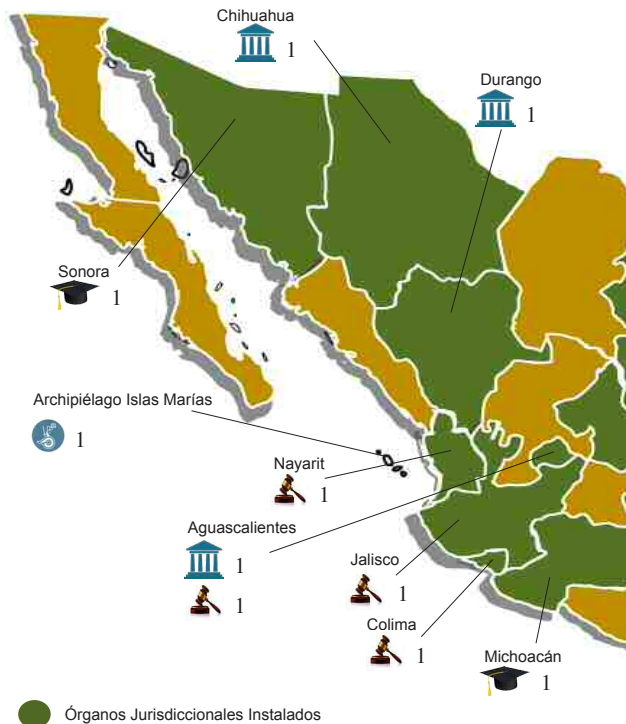 Chihuahua
1
Durango
1
Sonora
1
Archipiélago Islas Marías
1
Nayarit
1
Aguascalientes
1
1
Jalisco
1
Colima
1
Michoacán
1
Órganos Jurisdiccionales Instalados